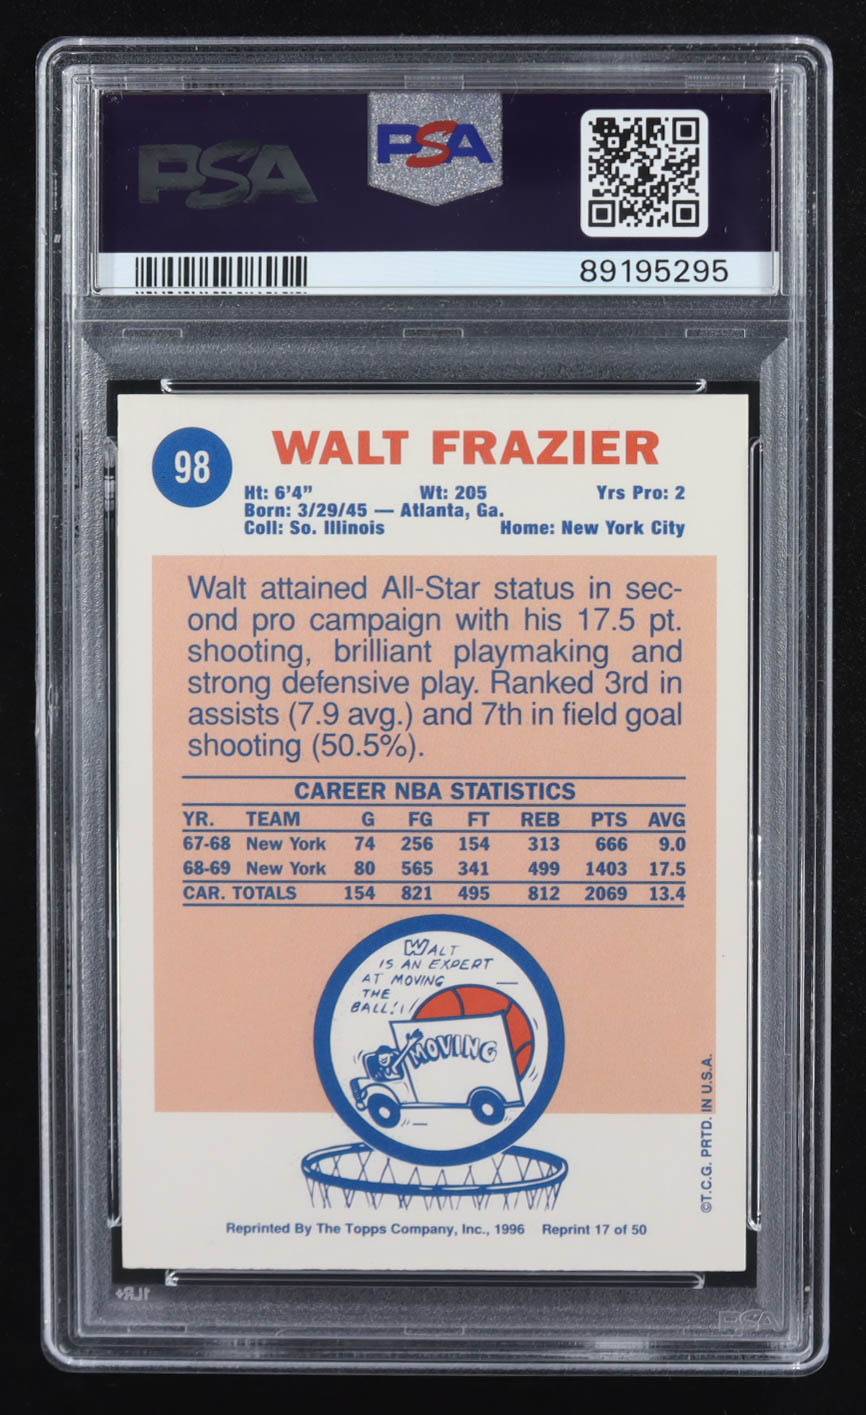 PSA
PSA
89195295
98
WALT FRAZIER
Ht: 6'4" Wt: 205 Yrs Pro: 2
Born: 3/29/45 — Atlanta, Ga.
Coll: So. Illinois Home: New York City
Walt attained All-Star status in sec-
ond pro campaign with his 17.5 pt.
shooting, brilliant playmaking and
strong defensive play. Ranked 3rd in
assists (7.9 avg.) and 7th in field goal
shooting (50.5%).
CAREER NBA STATISTICS
YR. TEAM G FG FT REB PTS AVG
67-68 New York 74 256 154 313 666 9.0
68-69 New York 80 565 341 499 1403 17.5
CAR. TOTALS 154 821 495 812 2069 13.4
WALT
IS AN EXPERT
AT MOVING
THE
BALL!
MOVING
©T.C.G. PRTD. IN U.S.A.
Reprinted By The Topps Company, Inc., 1996 Reprint 17 of 50
1LR+
PSA